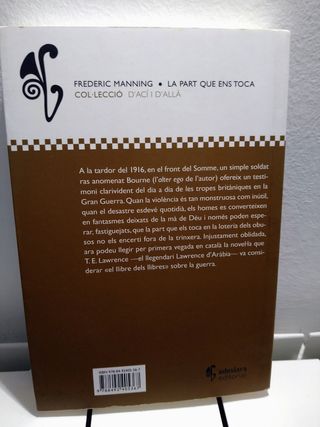 FREDERIC MANNING • LA PART QUE ENS TOCA
COL·LECCIÓ D'ACÍ I D'ALLÀ
A la tardor del 1916, en el front del Somme, un simple soldat
ras anomenat Bourne (l'alter ego de l'autor) ofereix un testi-
moni clarivident del dia a dia de les tropes britàniques en la
Gran Guerra. Quan la violència és tan monstruosa com inútil,
quan el desastre esdevé quotidià, els homes es converteixen
en fantasmes deixats de la mà de Déu i només poden espe-
rar, fastiguejats, que la part que els toca en la loteria dels obu-
sos no els encerti fora de la trinxera. Injustament oblidada,
ara podeu llegir per primera vegada en català la novel·la que
T. E. Lawrence —el llegendari Lawrence d'Aràbia— va consi-
derar «el llibre dels llibres» sobre la guerra.
adesiara
editorial